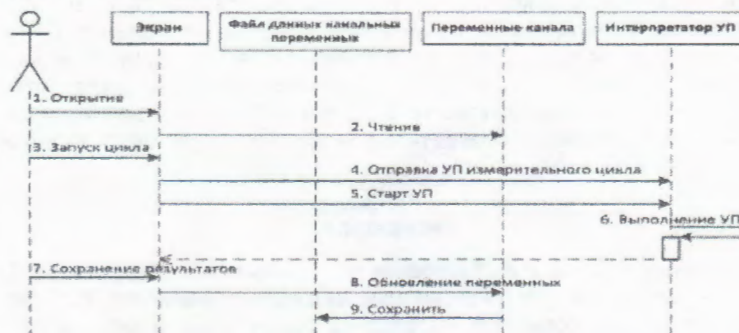 Экран
Файл данных канальных
переменных
Переменные канала
Интерпретатор УП
1. Открытие
2. Чтение
3. Запуск цикла
4. Отправка УП измерительного цикла
5. Старт УП
6. Выполнение УП
7. Сохранение результатов
8. Обновление переменных
9. Сохранить